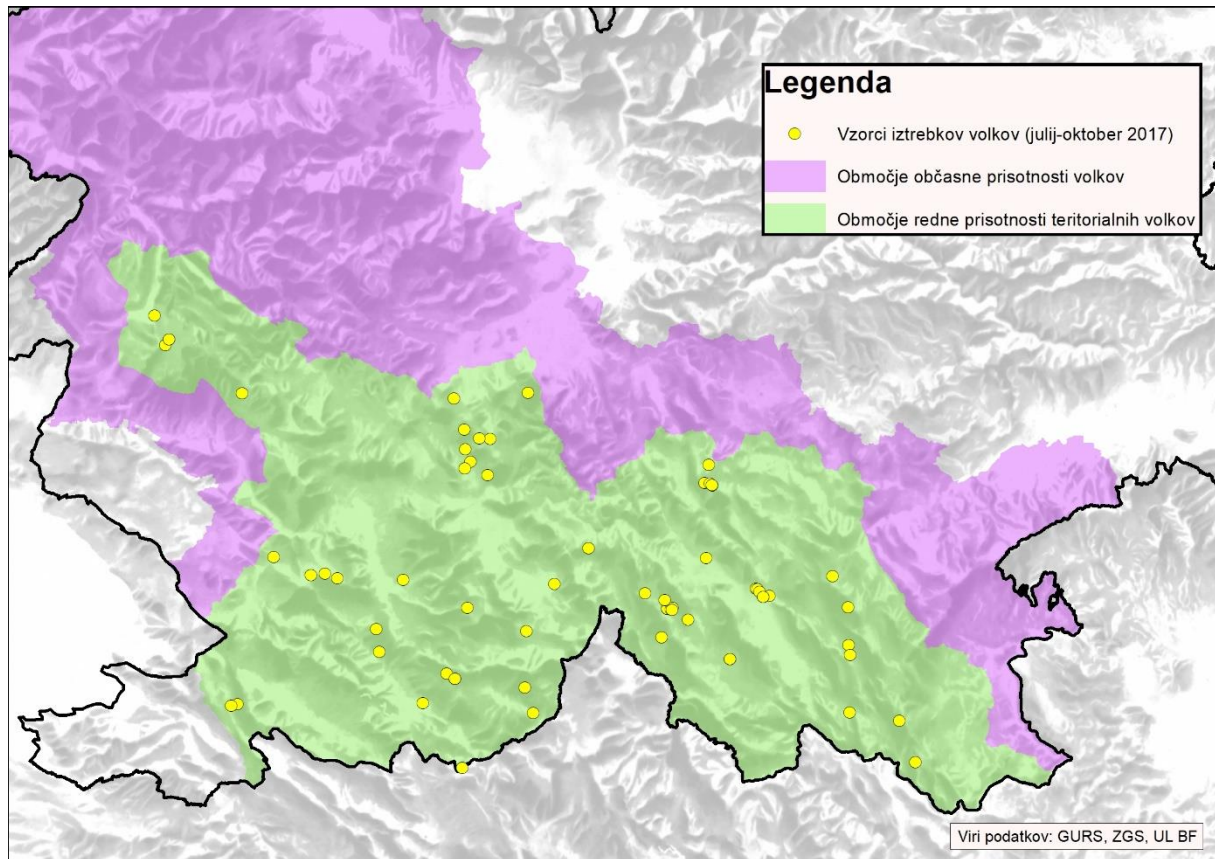 Legenda
Vzorci iztrebkov volkov (julij-oktober 2017)
Območje občasne prisotnosti volkov
Območje redne prisotnosti teritorialnih volkov
Viri podatkov: GURS, ZGS, UL BF